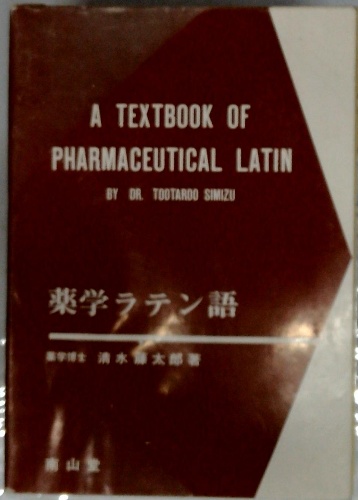 A TEXTBOOK OF
PHARMACEUTICAL LATIN
BY DR. TOOTAROO SIMIZU
薬学ラテン語
薬学博士 清水藤太郎著
南山堂